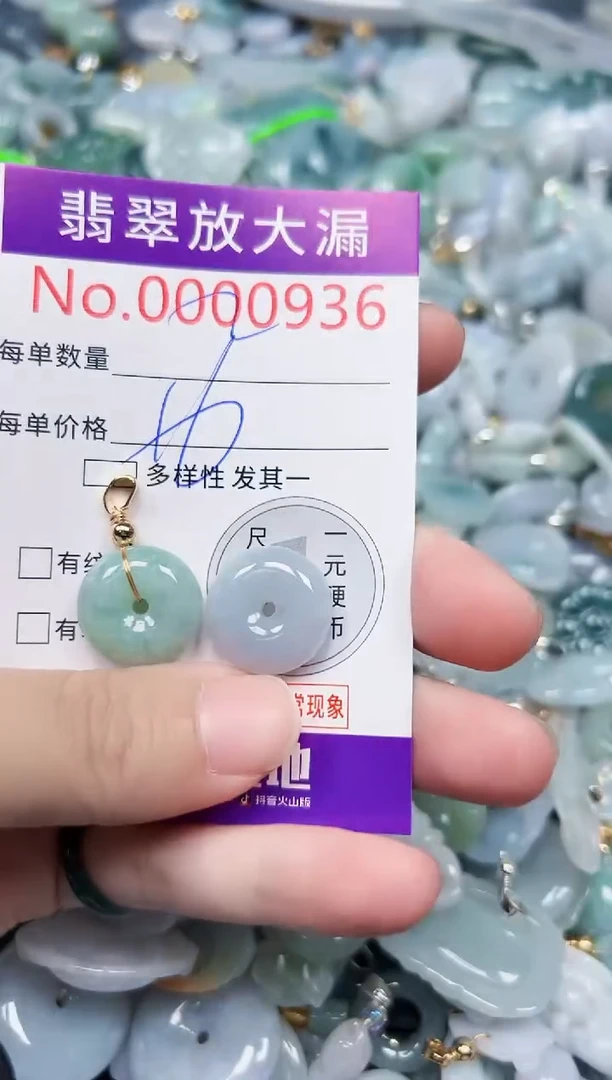 翡翠放大漏
No.0000936
每单数量
每单价格
多样性 发其一
有
尺
一元硬币
有
常现象
地
抖音火山版